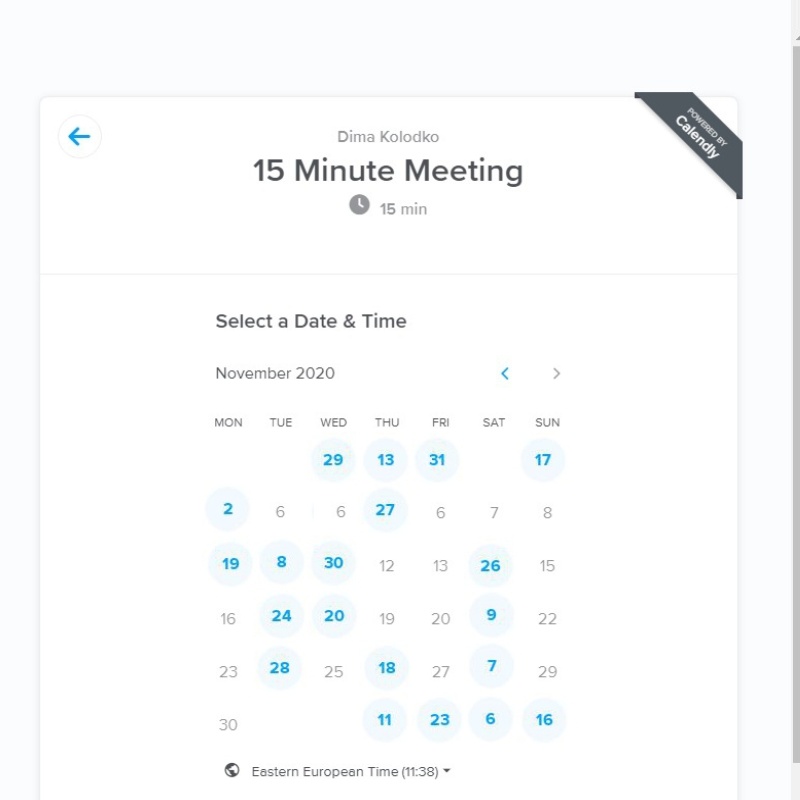 POWERED BY
Calendly
Dima Kolodko
15 Minute Meeting
15 min
Select a Date & Time
November 2020
MON TUE WED THU FRI SAT SUN
29 13 31 17
2 6 6 27 6 7 8
19 8 30 12 13 26 15
16 24 20 19 20 9 22
23 28 25 18 27 7 29
30 11 23 6 16
Eastern European Time (11:38)